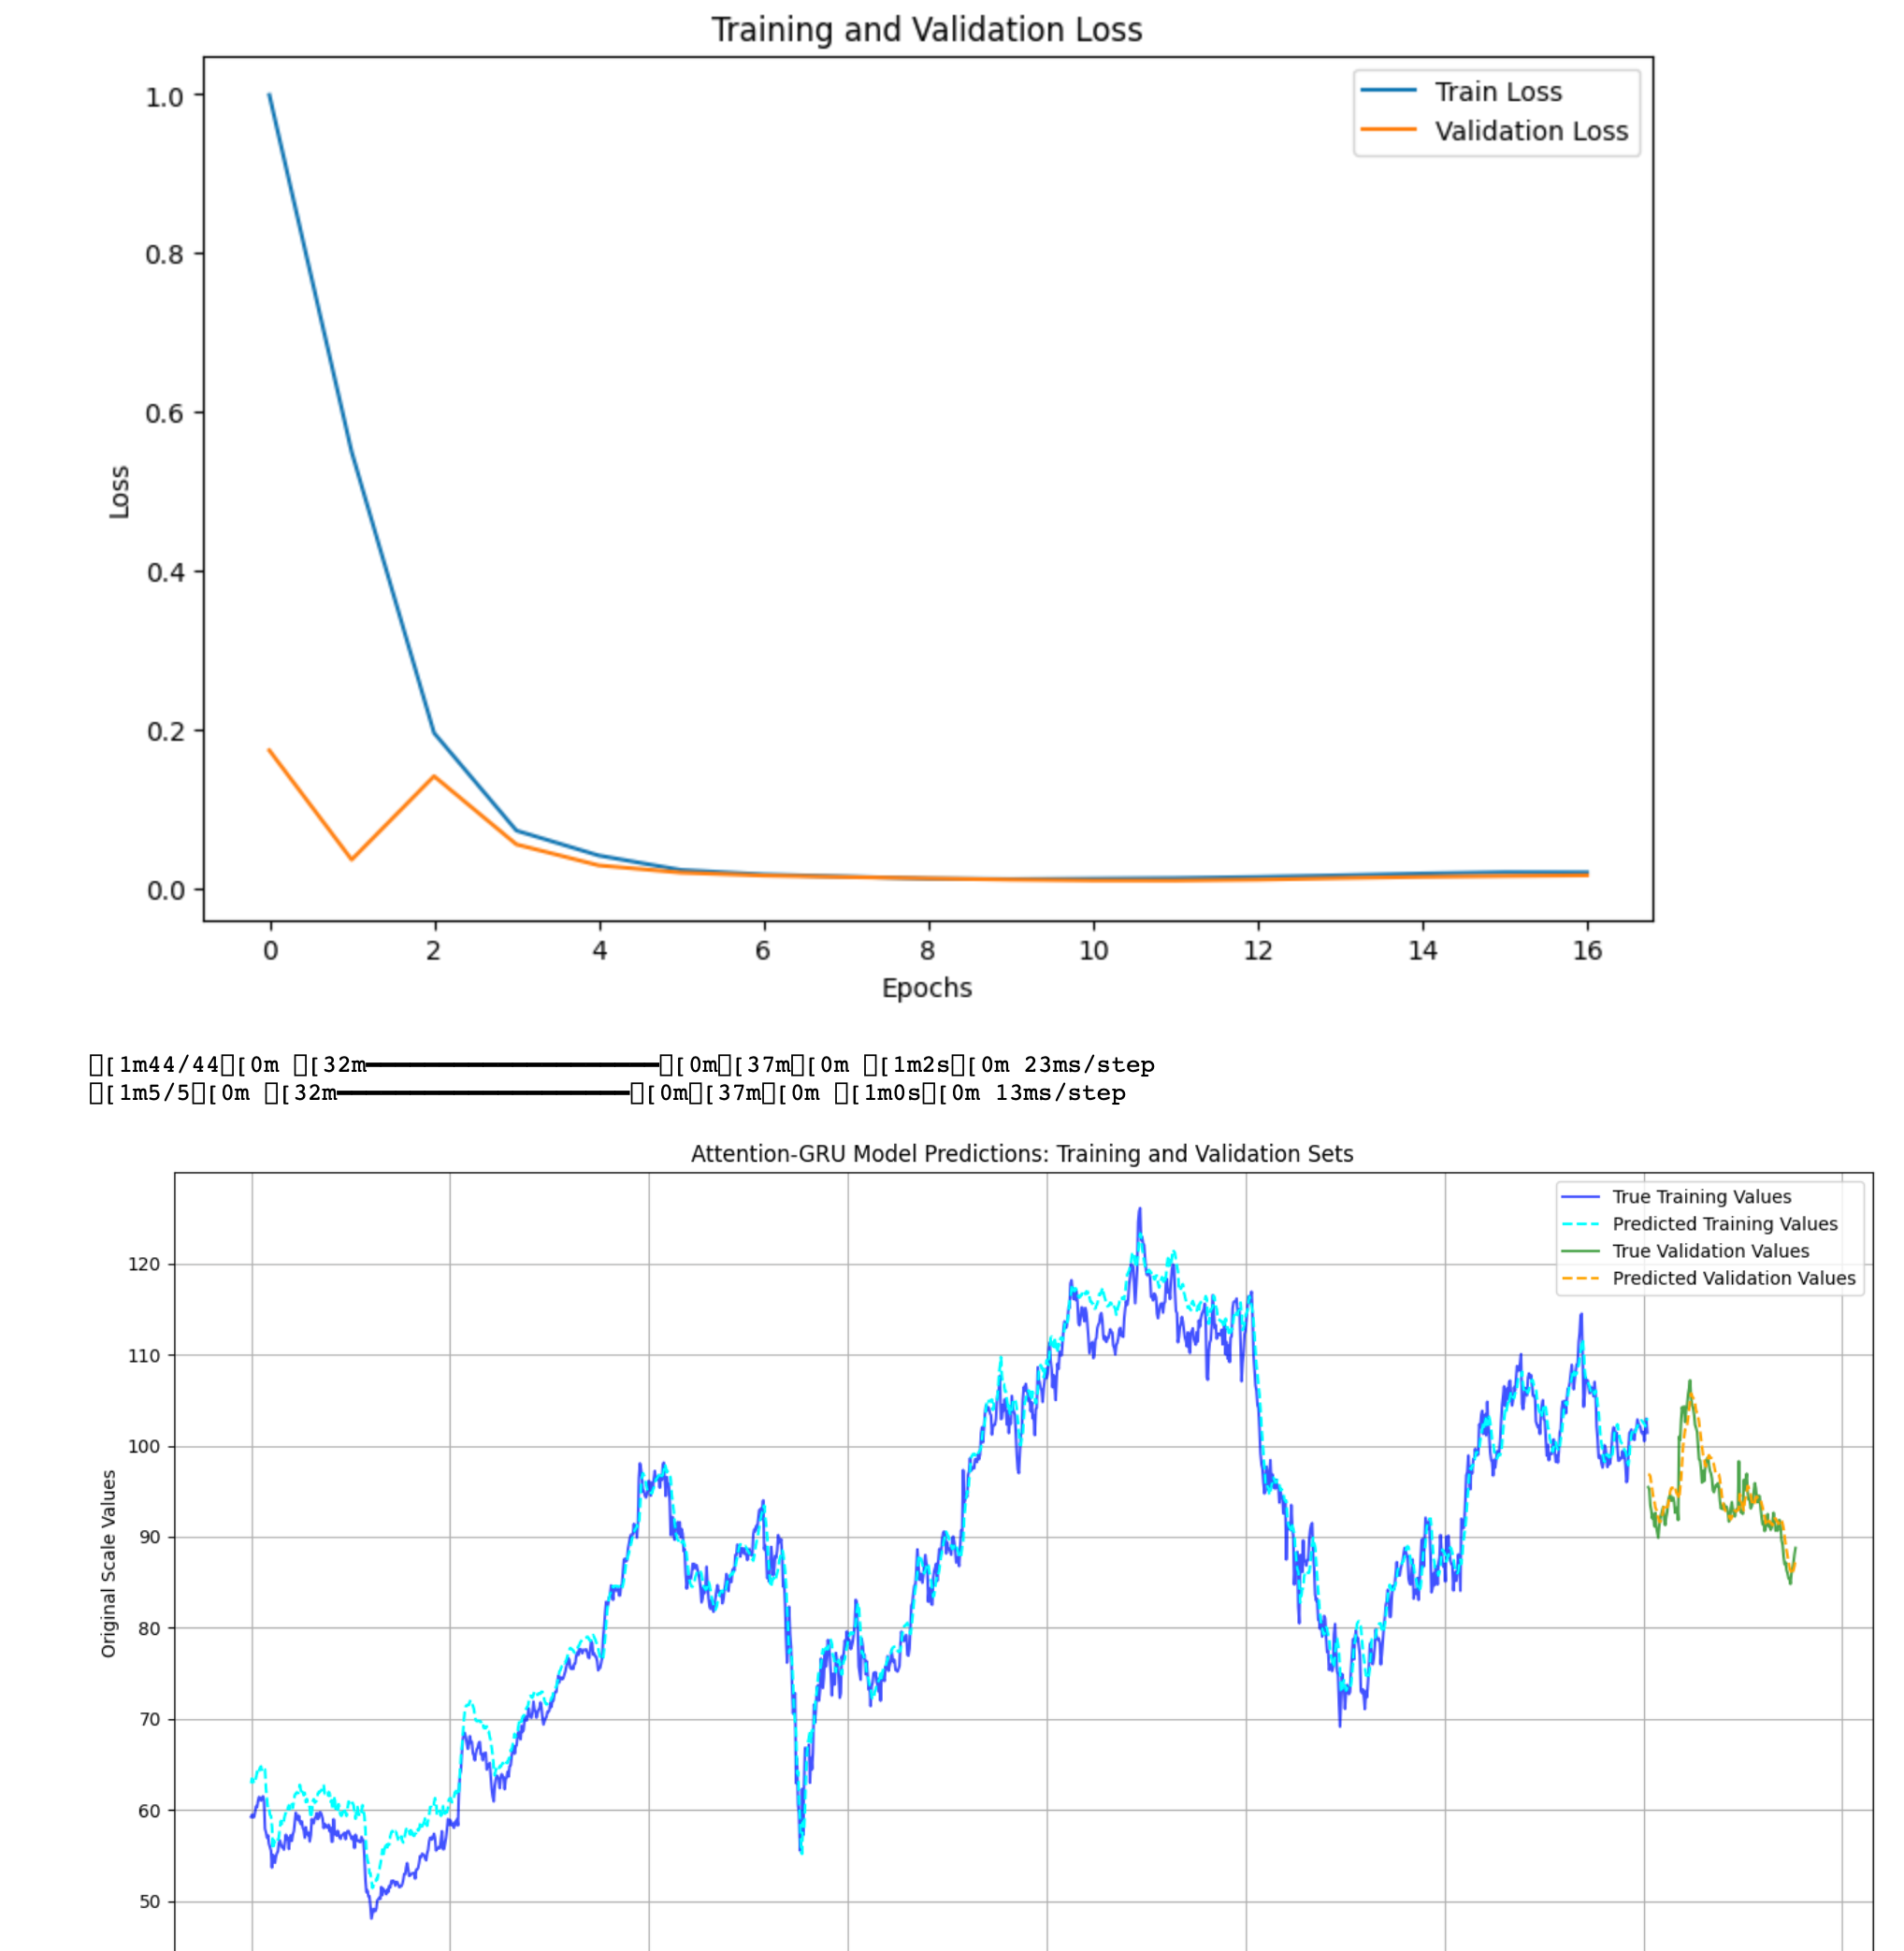 Training and Validation Loss
Train Loss
Validation Loss
1.0
0.8
0.6
0.4
0.2
0.0
Loss
0 2 4 6 8 10 12 14 16
Epochs
[1m44/44[0m [32m━━━━━━━━━━━━━━━━━━━━[0m[37m[0m [1m2s[0m 23ms/step
[1m5/5[0m [32m━━━━━━━━━━━━━━━━━━━━[0m[37m[0m [1m0s[0m 13ms/step
Attention-GRU Model Predictions: Training and Validation Sets
True Training Values
Predicted Training Values
True Validation Values
Predicted Validation Values
120
110
100
90
80
70
60
50
Original Scale Values